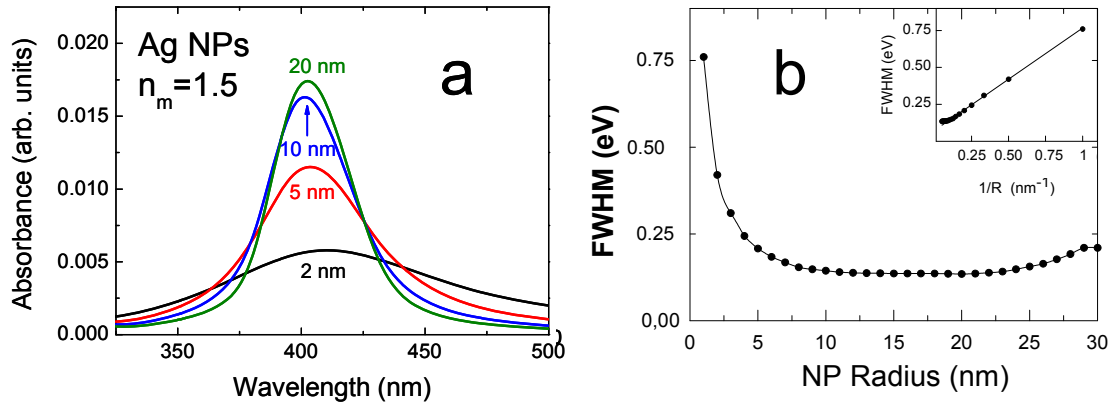 Ag NPs
n_m=1.5
a
20 nm
10 nm
5 nm
2 nm
0.020
0.015
0.010
0.005
0.000
Absorbance (arb. units)
350 400 450 500
Wavelength (nm)
b
0.75
0.50
0.25
0,00
FWHM (eV)
0 5 10 15 20 25 30
NP Radius (nm)
0.75
0.50
0.25
FWHM (eV)
0.25 0.50 0.75 1
1/R (nm⁻¹)